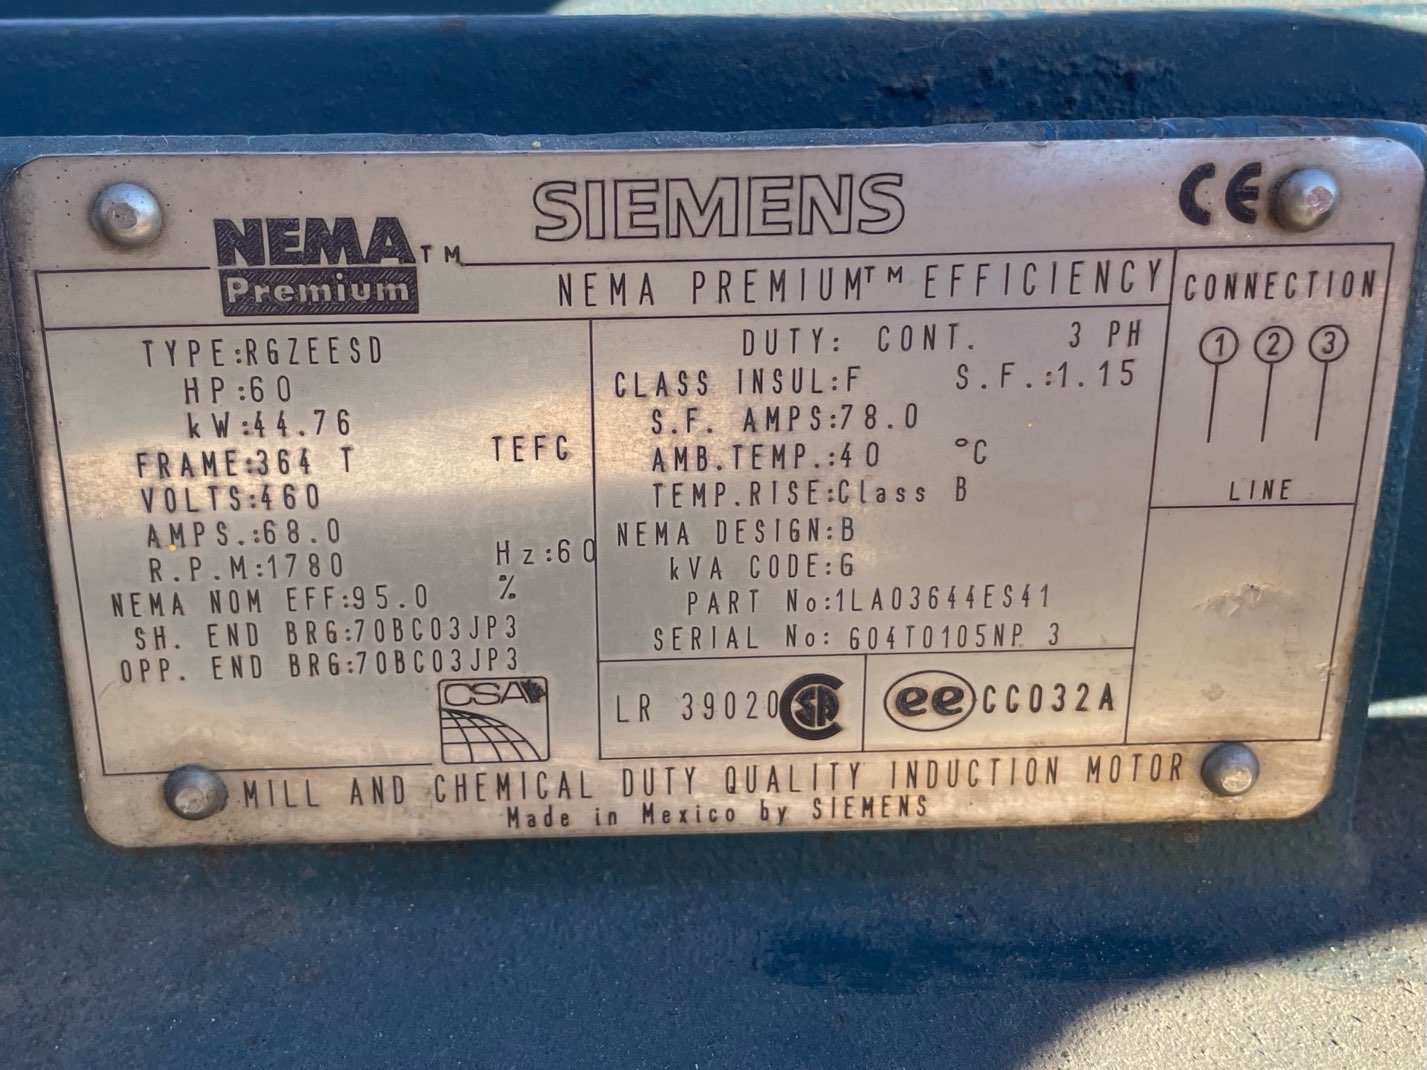 SIEMENS
CE
NEMA™
Premium
NEMA PREMIUM™ EFFICIENCY
TYPE:RGZEESD
HP:60
kW:44.76
FRAME:364 T TEFC
VOLTS:460
AMPS.:68.0
R.P.M:1780 Hz:60
NEMA NOM EFF:95.0 %
SH. END BRG:70BC03JP3
OPP. END BRG:70BC03JP3
CSA
DUTY: CONT. 3 PH
CLASS INSUL:F S.F.:1.15
S.F. AMPS:78.0
AMB.TEMP.:40 °C
TEMP.RISE:Class B
NEMA DESIGN:B
kVA CODE:G
PART No:1LA03644ES41
SERIAL No: G04T0105NP 3
LR 39020 SA
ee CC032A
CONNECTION
1 2 3
LINE
MILL AND CHEMICAL DUTY QUALITY INDUCTION MOTOR
Made in Mexico by SIEMENS